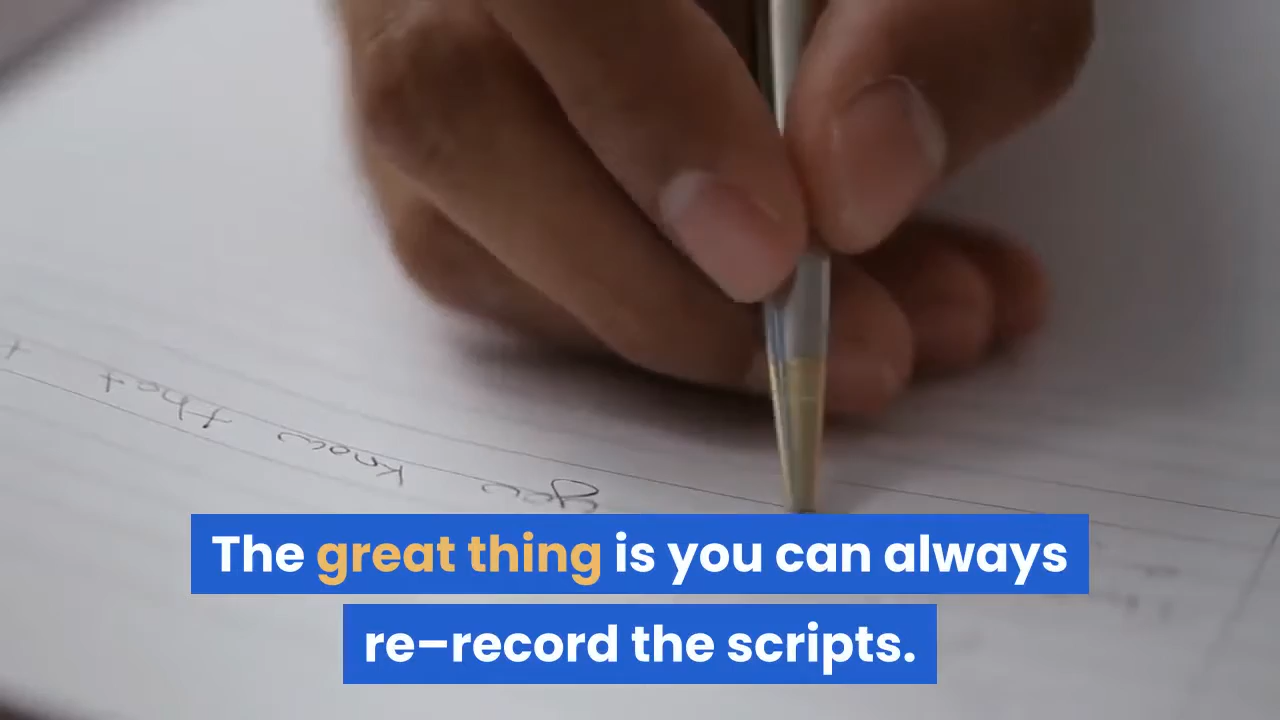 you know that
The great thing is you can always
re–record the scripts.